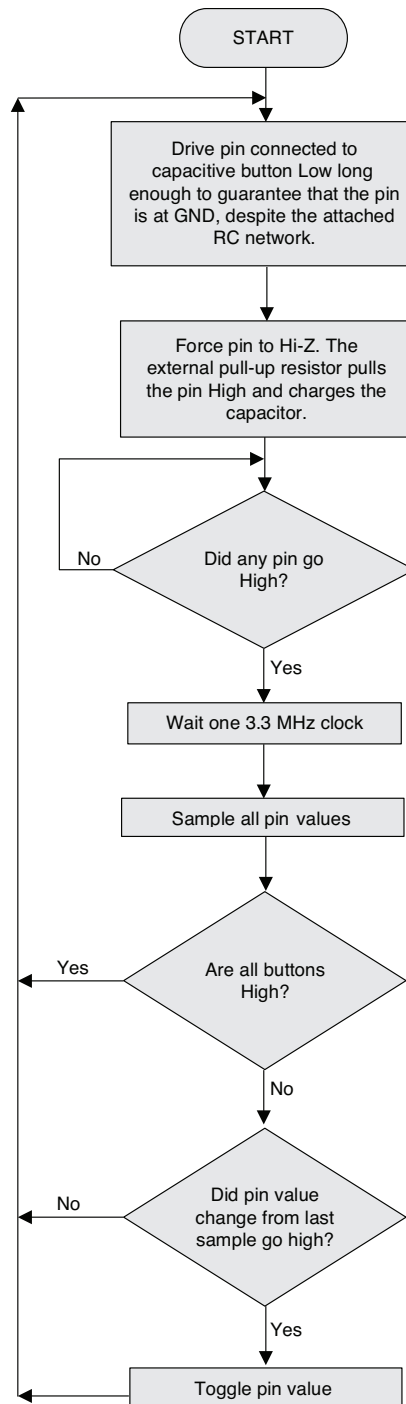 START
Drive pin connected to
capacitive button Low long
enough to guarantee that the pin
is at GND, despite the attached
RC network.
Force pin to Hi-Z. The
external pull-up resistor pulls
the pin High and charges the
capacitor.
No
Did any pin go
High?
Yes
Wait one 3.3 MHz clock
Sample all pin values
Yes
Are all buttons
High?
No
No
Did pin value
change from last
sample go high?
Yes
Toggle pin value